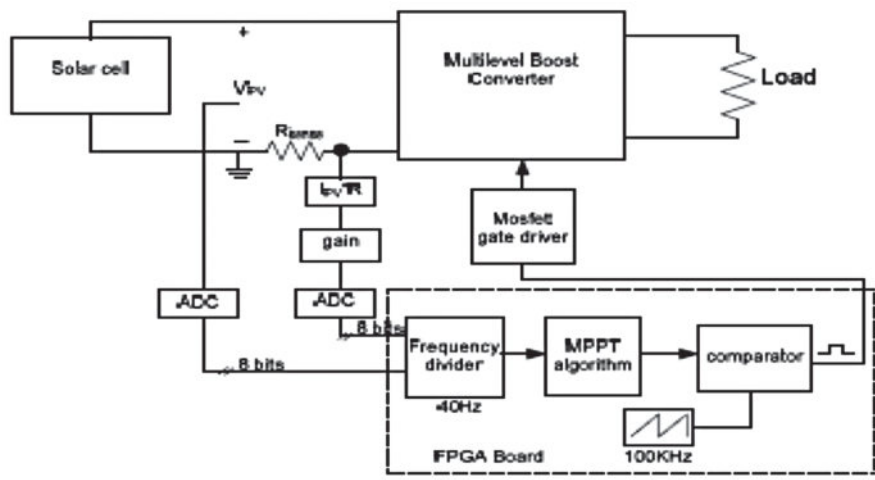 Solar cell
+
Multilevel Boost
Converter
Load
VPV
−
Rsense
IPV*R
gain
Mosfett
gate driver
ADC
ADC
8 bits
8 bits
Frequency
divider
MPPT
algorithm
comparator
40Hz
100KHz
FPGA Board